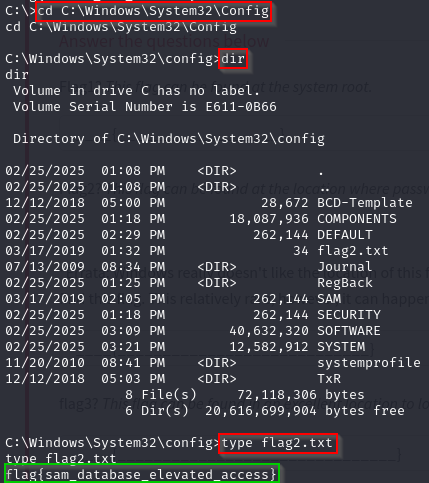 C:\>cd C:\Windows\System32\Config
cd C:\Windows\System32\Config
Answer the questions below
C:\Windows\System32\config>dir
dir
Volume in drive C has no label.
Volume Serial Number is E611-0B66
Directory of C:\Windows\System32\config
02/25/2025 01:08 PM <DIR> .
02/25/2025 01:08 PM <DIR> ..
12/12/2018 05:00 PM 28,672 BCD-Template
02/25/2025 01:18 PM 18,087,936 COMPONENTS
02/25/2025 02:29 PM 262,144 DEFAULT
03/17/2019 01:32 PM 34 flag2.txt
07/13/2009 08:34 PM <DIR> Journal
02/25/2025 01:25 PM <DIR> RegBack
03/17/2019 02:05 PM 262,144 SAM
02/25/2025 01:18 PM 262,144 SECURITY
02/25/2025 03:09 PM 40,632,320 SOFTWARE
02/25/2025 03:21 PM 12,582,912 SYSTEM
11/20/2010 08:41 PM <DIR> systemprofile
12/12/2018 05:03 PM <DIR> TxR
8 File(s) 72,118,306 bytes
6 Dir(s) 20,616,699,904 bytes free
C:\Windows\System32\config>type flag2.txt
type flag2.txt
flag{sam_database_elevated_access}